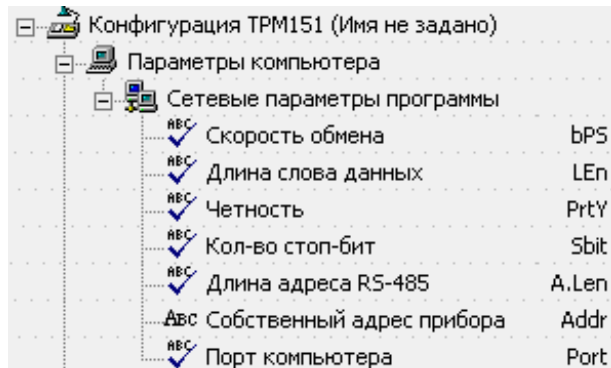 Конфигурация ТРМ151 (Имя не задано)
Параметры компьютера
Сетевые параметры программы
Скорость обмена bPS
Длина слова данных LEn
Четность PrtY
Кол-во стоп-бит Sbit
Длина адреса RS-485 A.Len
Собственный адрес прибора Addr
Порт компьютера Port